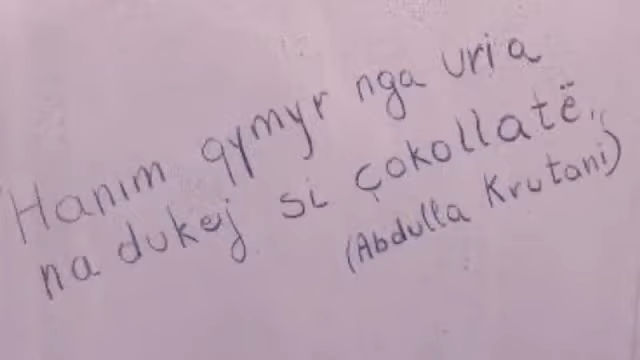 "Hanim qymyr nga uria
na dukej si çokollatë„
(Abdulla Krutani)